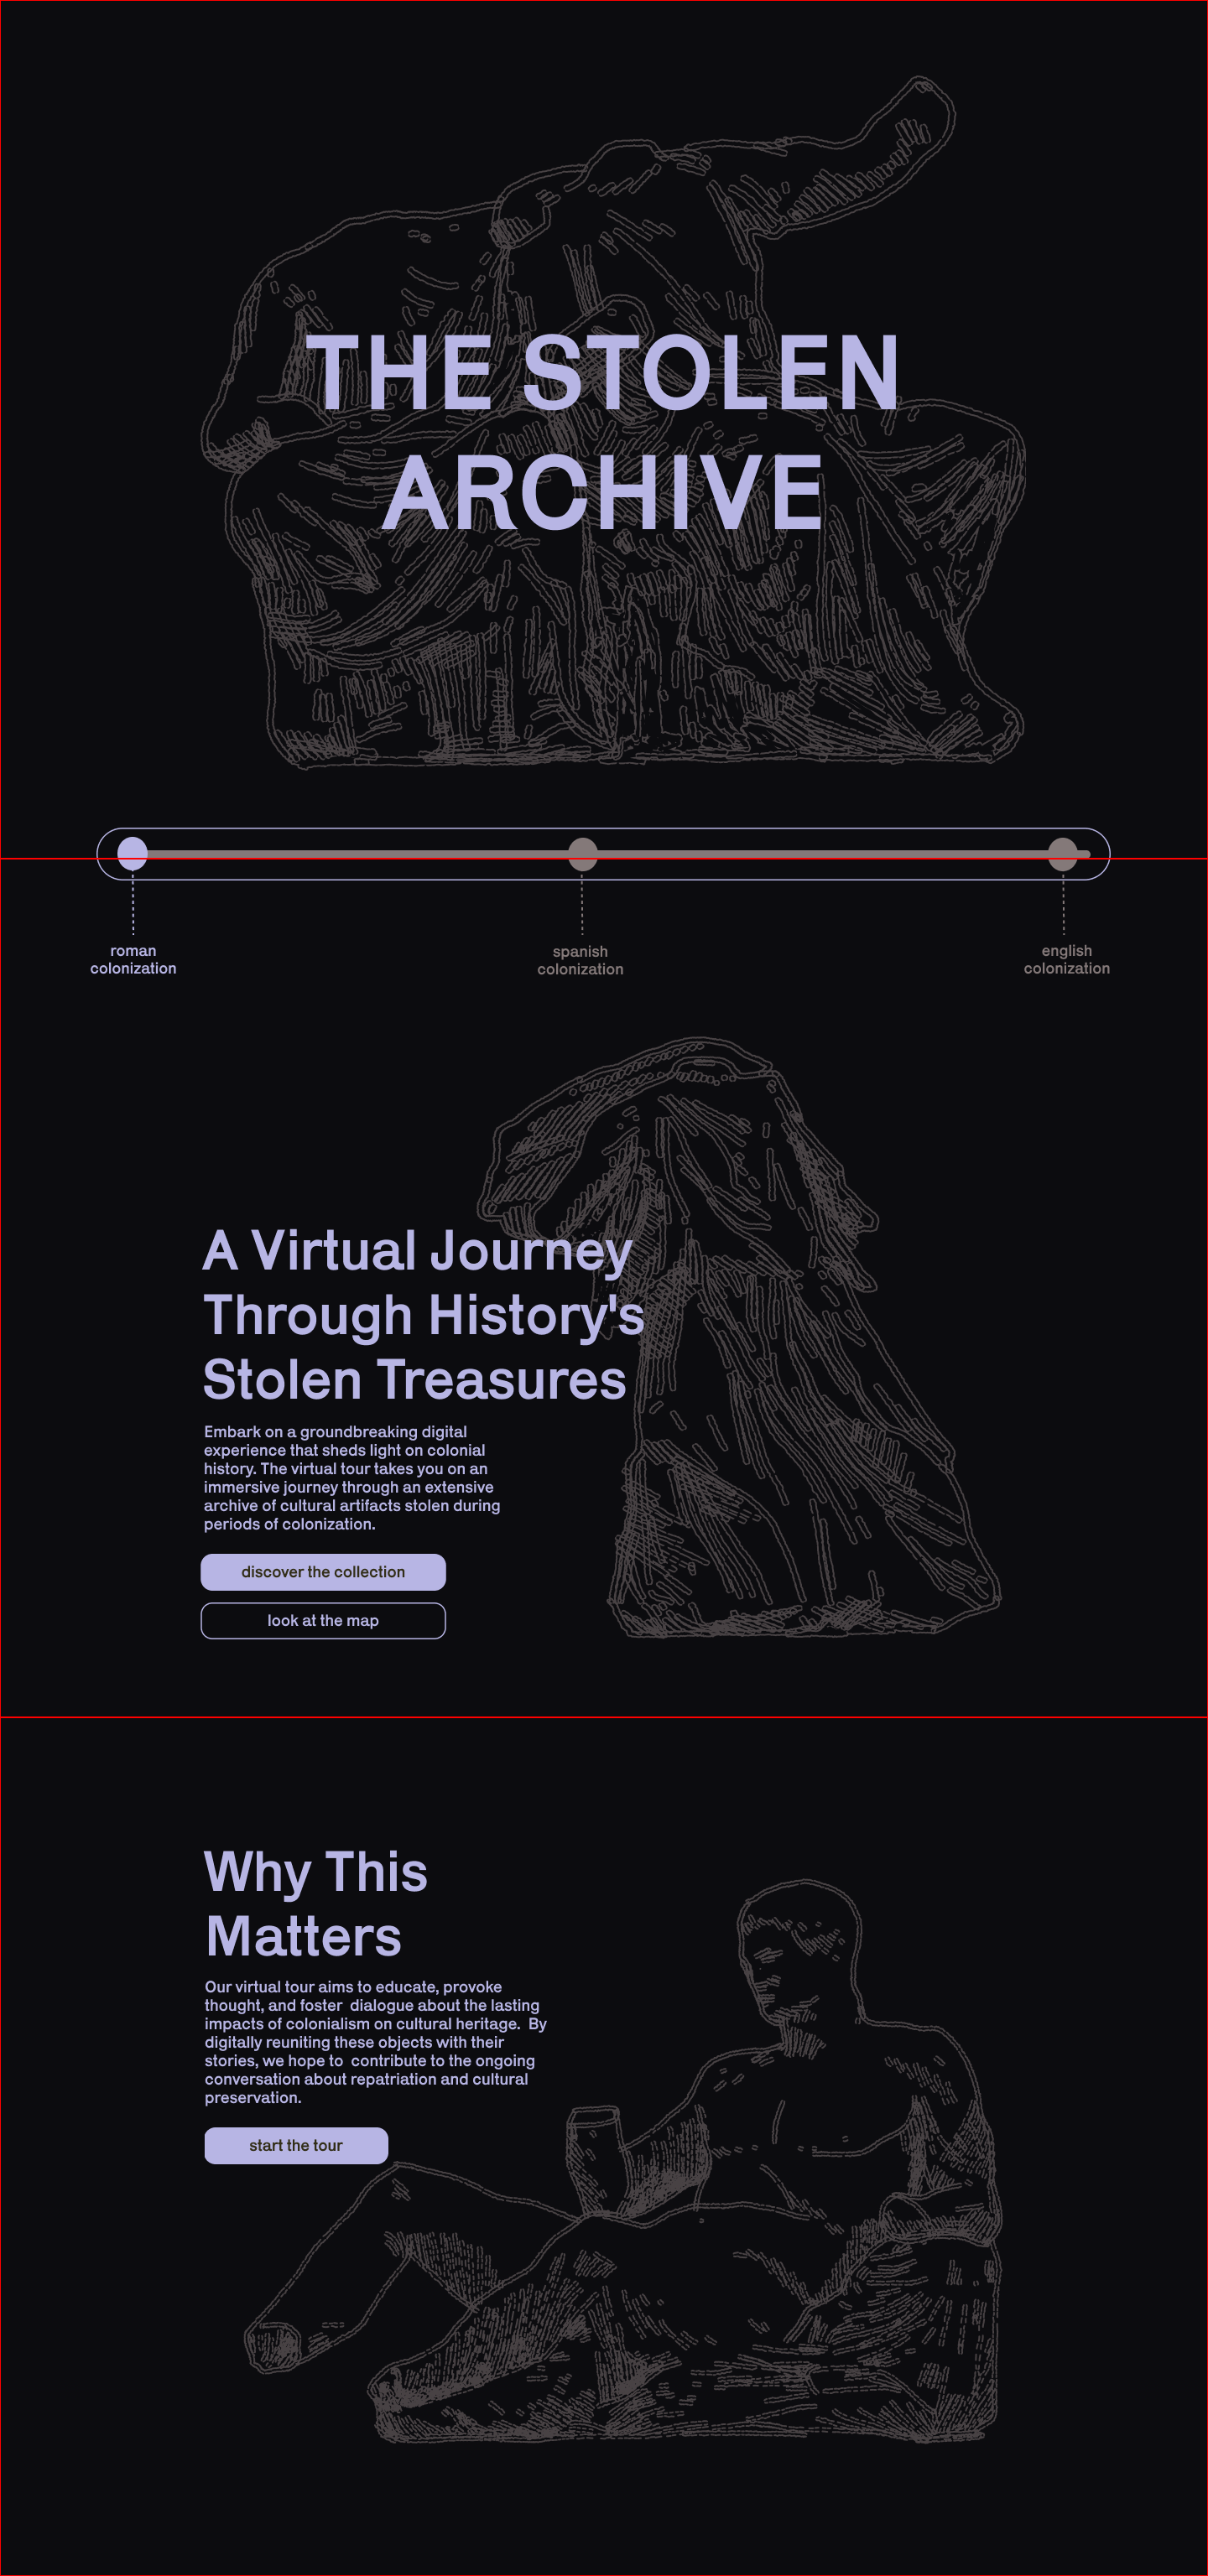 THE STOLEN
ARCHIVE
roman
colonization
spanish
colonization
english
colonization
A Virtual Journey
Through History's
Stolen Treasures
Embark on a groundbreaking digital
experience that sheds light on colonial
history. The virtual tour takes you on an
immersive journey through an extensive
archive of cultural artifacts stolen during
periods of colonization.
discover the collection
look at the map
Why This
Matters
Our virtual tour aims to educate, provoke
thought, and foster  dialogue about the lasting
impacts of colonialism on cultural heritage.  By
digitally reuniting these objects with their
stories, we hope to  contribute to the ongoing
conversation about repatriation and cultural
preservation.
start the tour